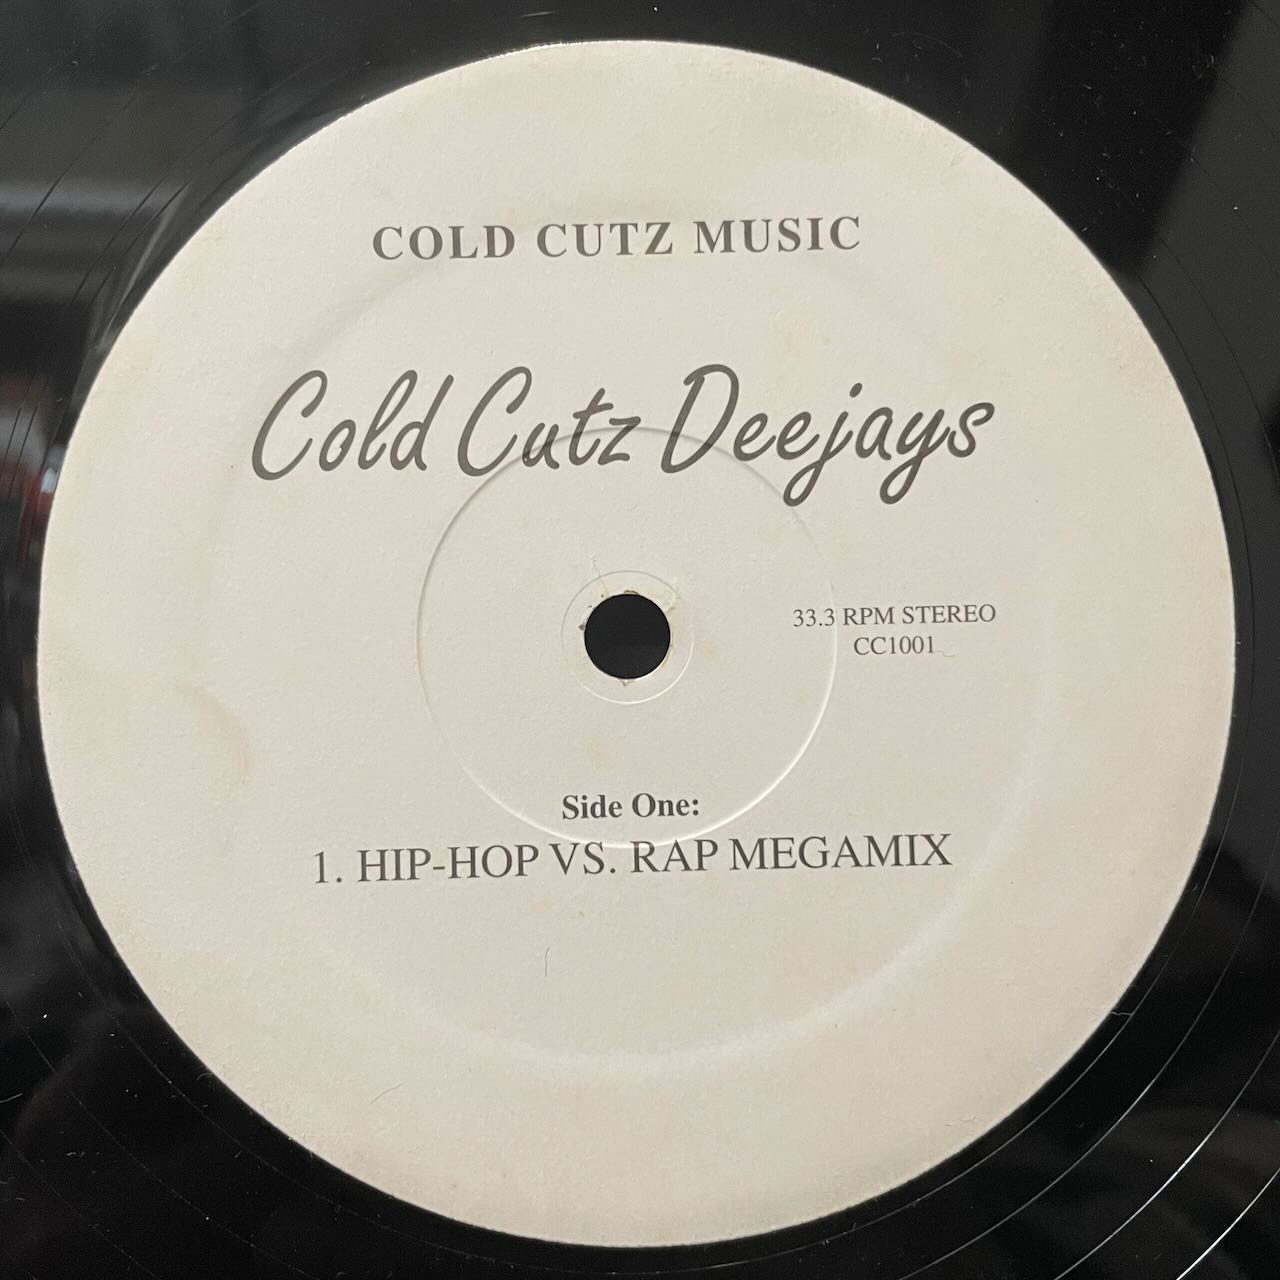 COLD CUTZ MUSIC
Cold Cutz Deejays
33.3 RPM STEREO
CC1001
Side One:
1. HIP-HOP VS. RAP MEGAMIX